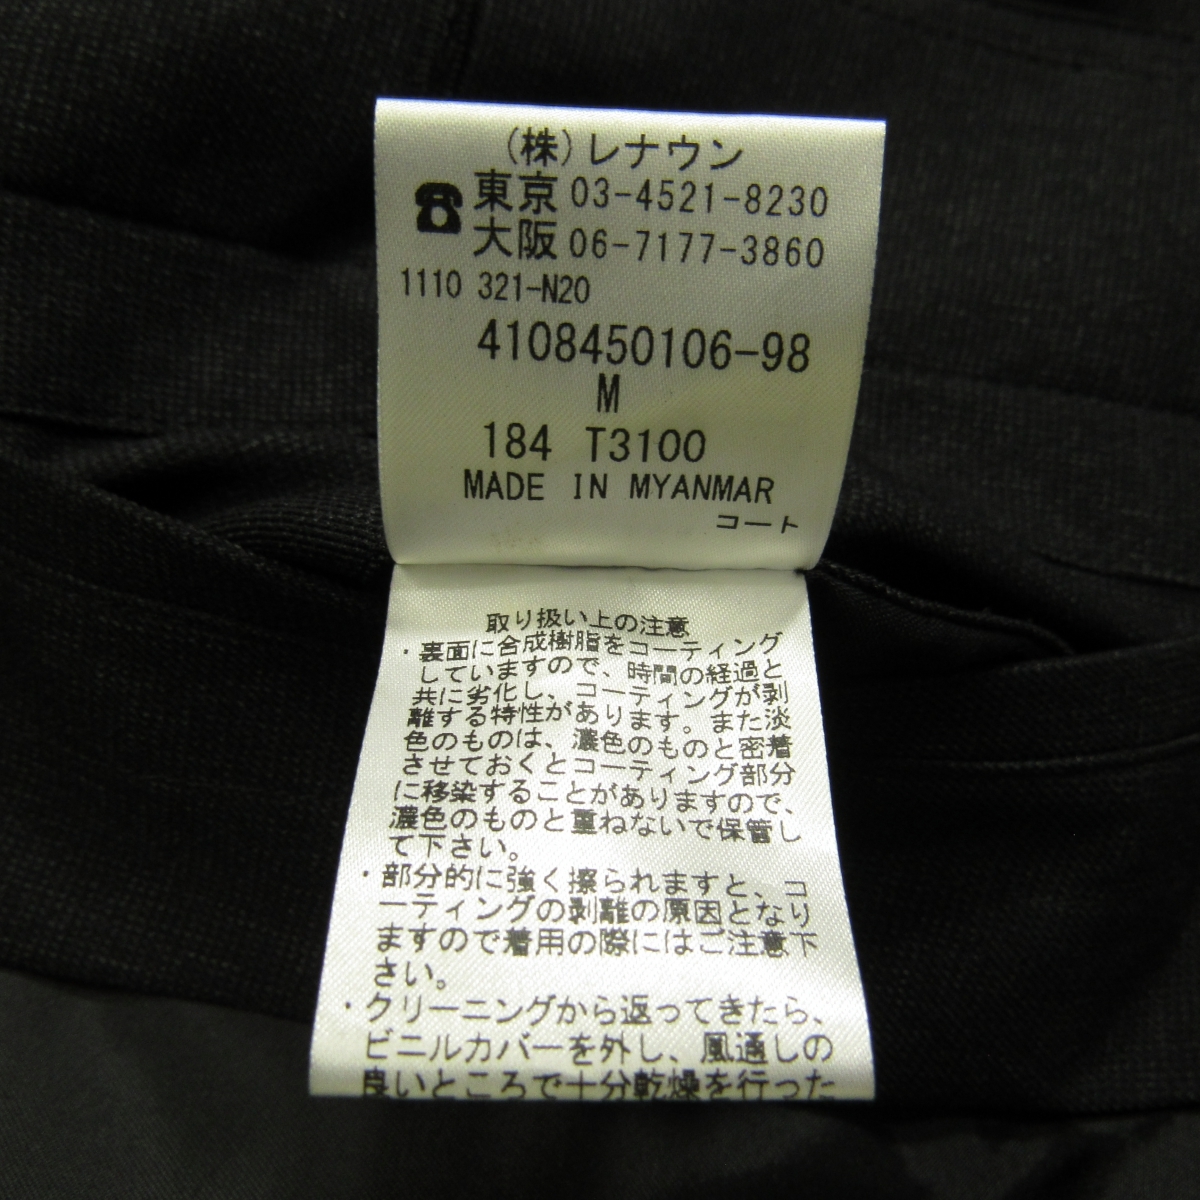 (株)レナウン
☎東京 03-4521-8230
大阪 06-7177-3860
1110 321-N20
4108450106-98
M
184 T3100
MADE IN MYANMAR
コート
取り扱い上の注意
・裏面に合成樹脂をコーティング
していますので、時間の経過と
共に劣化し、コーティングが剥
離する特性があります。また淡
色のものは、濃色のものと密着
させておくとコーティング部分
に移染することがありますので、
濃色のものと重ねないで保管し
て下さい。
・部分的に強く擦られますと、コ
ーティングの剥離の原因となり
ますので着用の際にはご注意下
さい。
・クリーニングから返ってきたら、
ビニルカバーを外し、風通しの
良いところで十分乾燥を行った